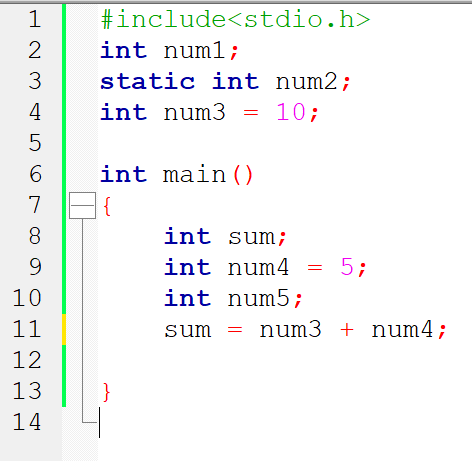 1 #include<stdio.h>
2 int num1;
3 static int num2;
4 int num3 = 10;
5
6 int main()
7 {
8 int sum;
9 int num4 = 5;
10 int num5;
11 sum = num3 + num4;
12
13 }
14